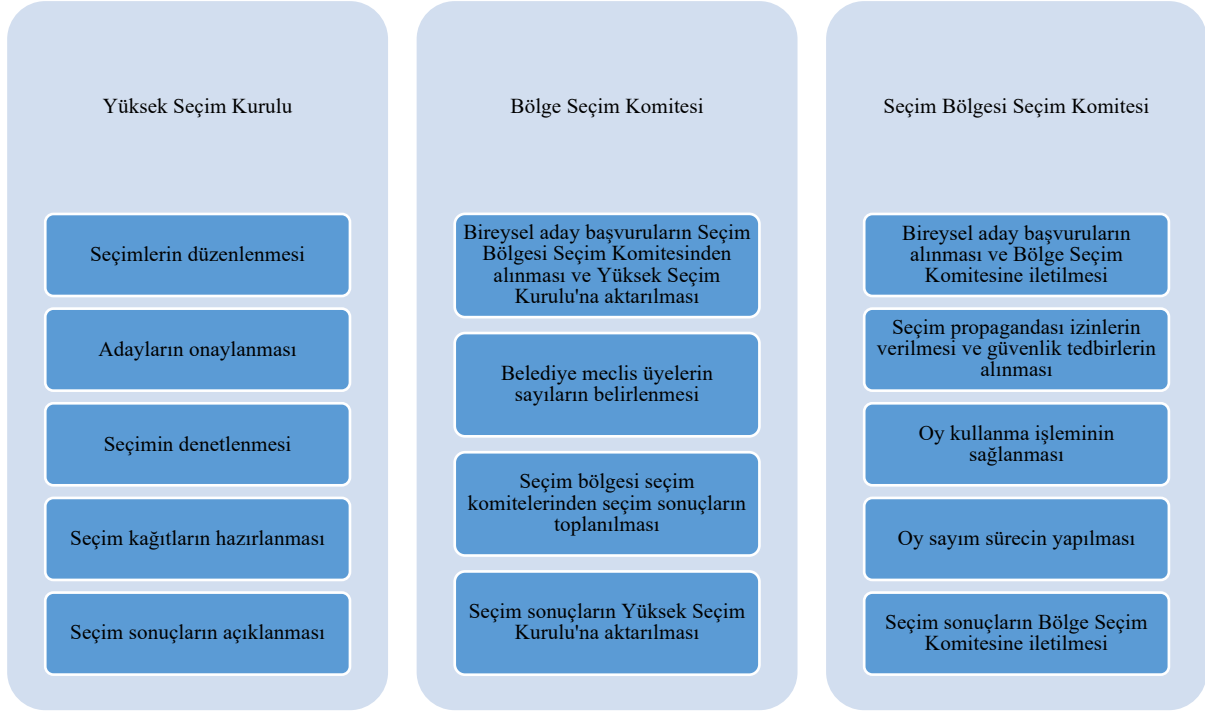 Yüksek Seçim Kurulu
Seçimlerin düzenlenmesi
Adayların onaylanması
Seçimin denetlenmesi
Seçim kağıtların hazırlanması
Seçim sonuçların açıklanması
Bölge Seçim Komitesi
Bireysel aday başvuruların Seçim
Bölgesi Seçim Komitesinden
alınması ve Yüksek Seçim
Kurulu'na aktarılması
Belediye meclis üyelerin
sayıların belirlenmesi
Seçim bölgesi seçim
komitelerinden seçim sonuçların
toplanılması
Seçim sonuçların Yüksek Seçim
Kurulu'na aktarılması
Seçim Bölgesi Seçim Komitesi
Bireysel aday başvuruların
alınması ve Bölge Seçim
Komitesine iletilmesi
Seçim propagandası izinlerin
verilmesi ve güvenlik tedbirlerin
alınması
Oy kullanma işleminin
sağlanması
Oy sayım sürecin yapılması
Seçim sonuçların Bölge Seçim
Komitesine iletilmesi